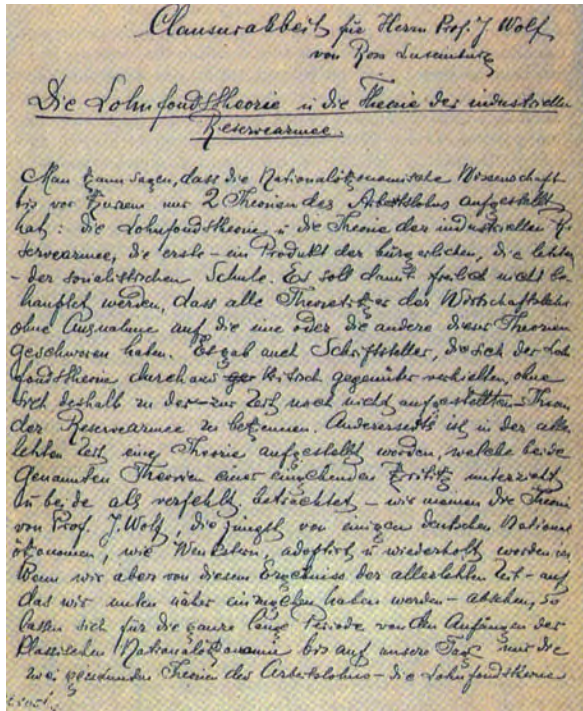 Clausurarbeit für Herrn Prof. J. Wolf
von Rosa Luxemburg
Die Lohnfondstheorie u die Theorie der industriellen
Reservearmee.
Man kann sagen, dass die Nationalökonomische Wissenschaft
bis vor Kurzem nur 2 Theorien des Arbeitslohns aufgestellt
hat: die Lohnfondstheorie u die Theorie der industriellen Re-
servearmee, die erste – ein Produkt der bürgerlichen, die letzte
– der sozialistischen Schule. Es soll damit freilich nicht be-
hauptet werden, dass alle Theoretiker der Wirtschaftslehre
ohne Ausnahme auf die eine oder die andere dieser Theorien
geschworen haben. Es gab auch Schriftsteller, die sich der Loh
fondstheorie durchaus kritisch gegenüber verhielten, ohne
sich deshalb zu der – zur Zeit noch nicht aufgestellten – Theorie
der Reservearmee zu bekennen. Andererseits ist in der aller
letzten Zeit eine Theorie aufgestellt worden, welche beide
genannten Theorien einer eingehenden Kritik unterzieht
u beide als verfehlt betrachtet – wir meinen die Theorie
von Prof. J. Wolf, die jüngst von einigen deutschen National
ökonomen, wie Wenckstern, adoptirt u wiederholt worden ist
Wenn wir aber von diesem Ergebniss der allerletzten Zeit – auf
das wir unten näher einzugehen haben werden – absehen, so
lassen sich für die ganze lange Periode von den Anfängen der
Klassischen Nationalökonomie bis auf unsere Tage nur die
zwei genannten Theorien des Arbeitslohns – die Lohnfondstheorie